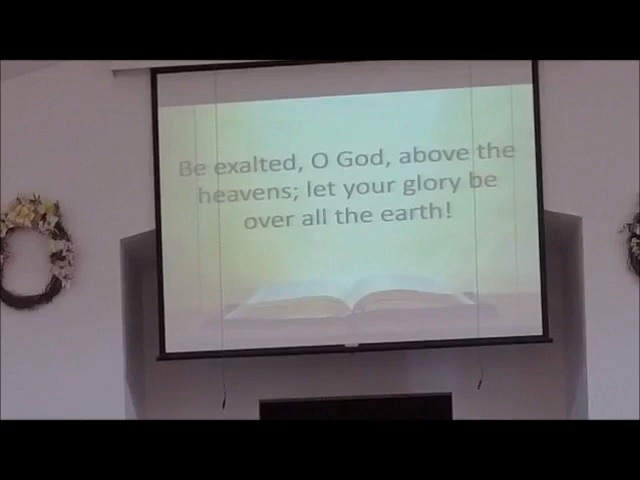 Be exalted, O God, above the
heavens; let your glory be
over all the earth!